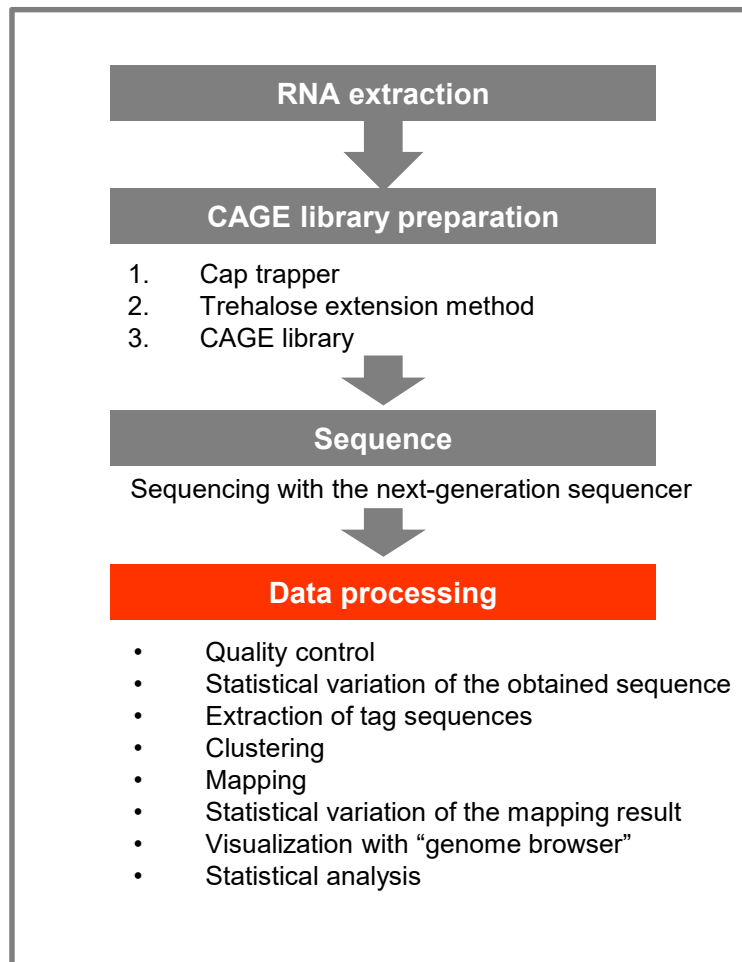 RNA extraction
CAGE library preparation
1. Cap trapper
2. Trehalose extension method
3. CAGE library
Sequence
Sequencing with the next-generation sequencer
Data processing
• Quality control
• Statistical variation of the obtained sequence
• Extraction of tag sequences
• Clustering
• Mapping
• Statistical variation of the mapping result
• Visualization with “genome browser”
• Statistical analysis